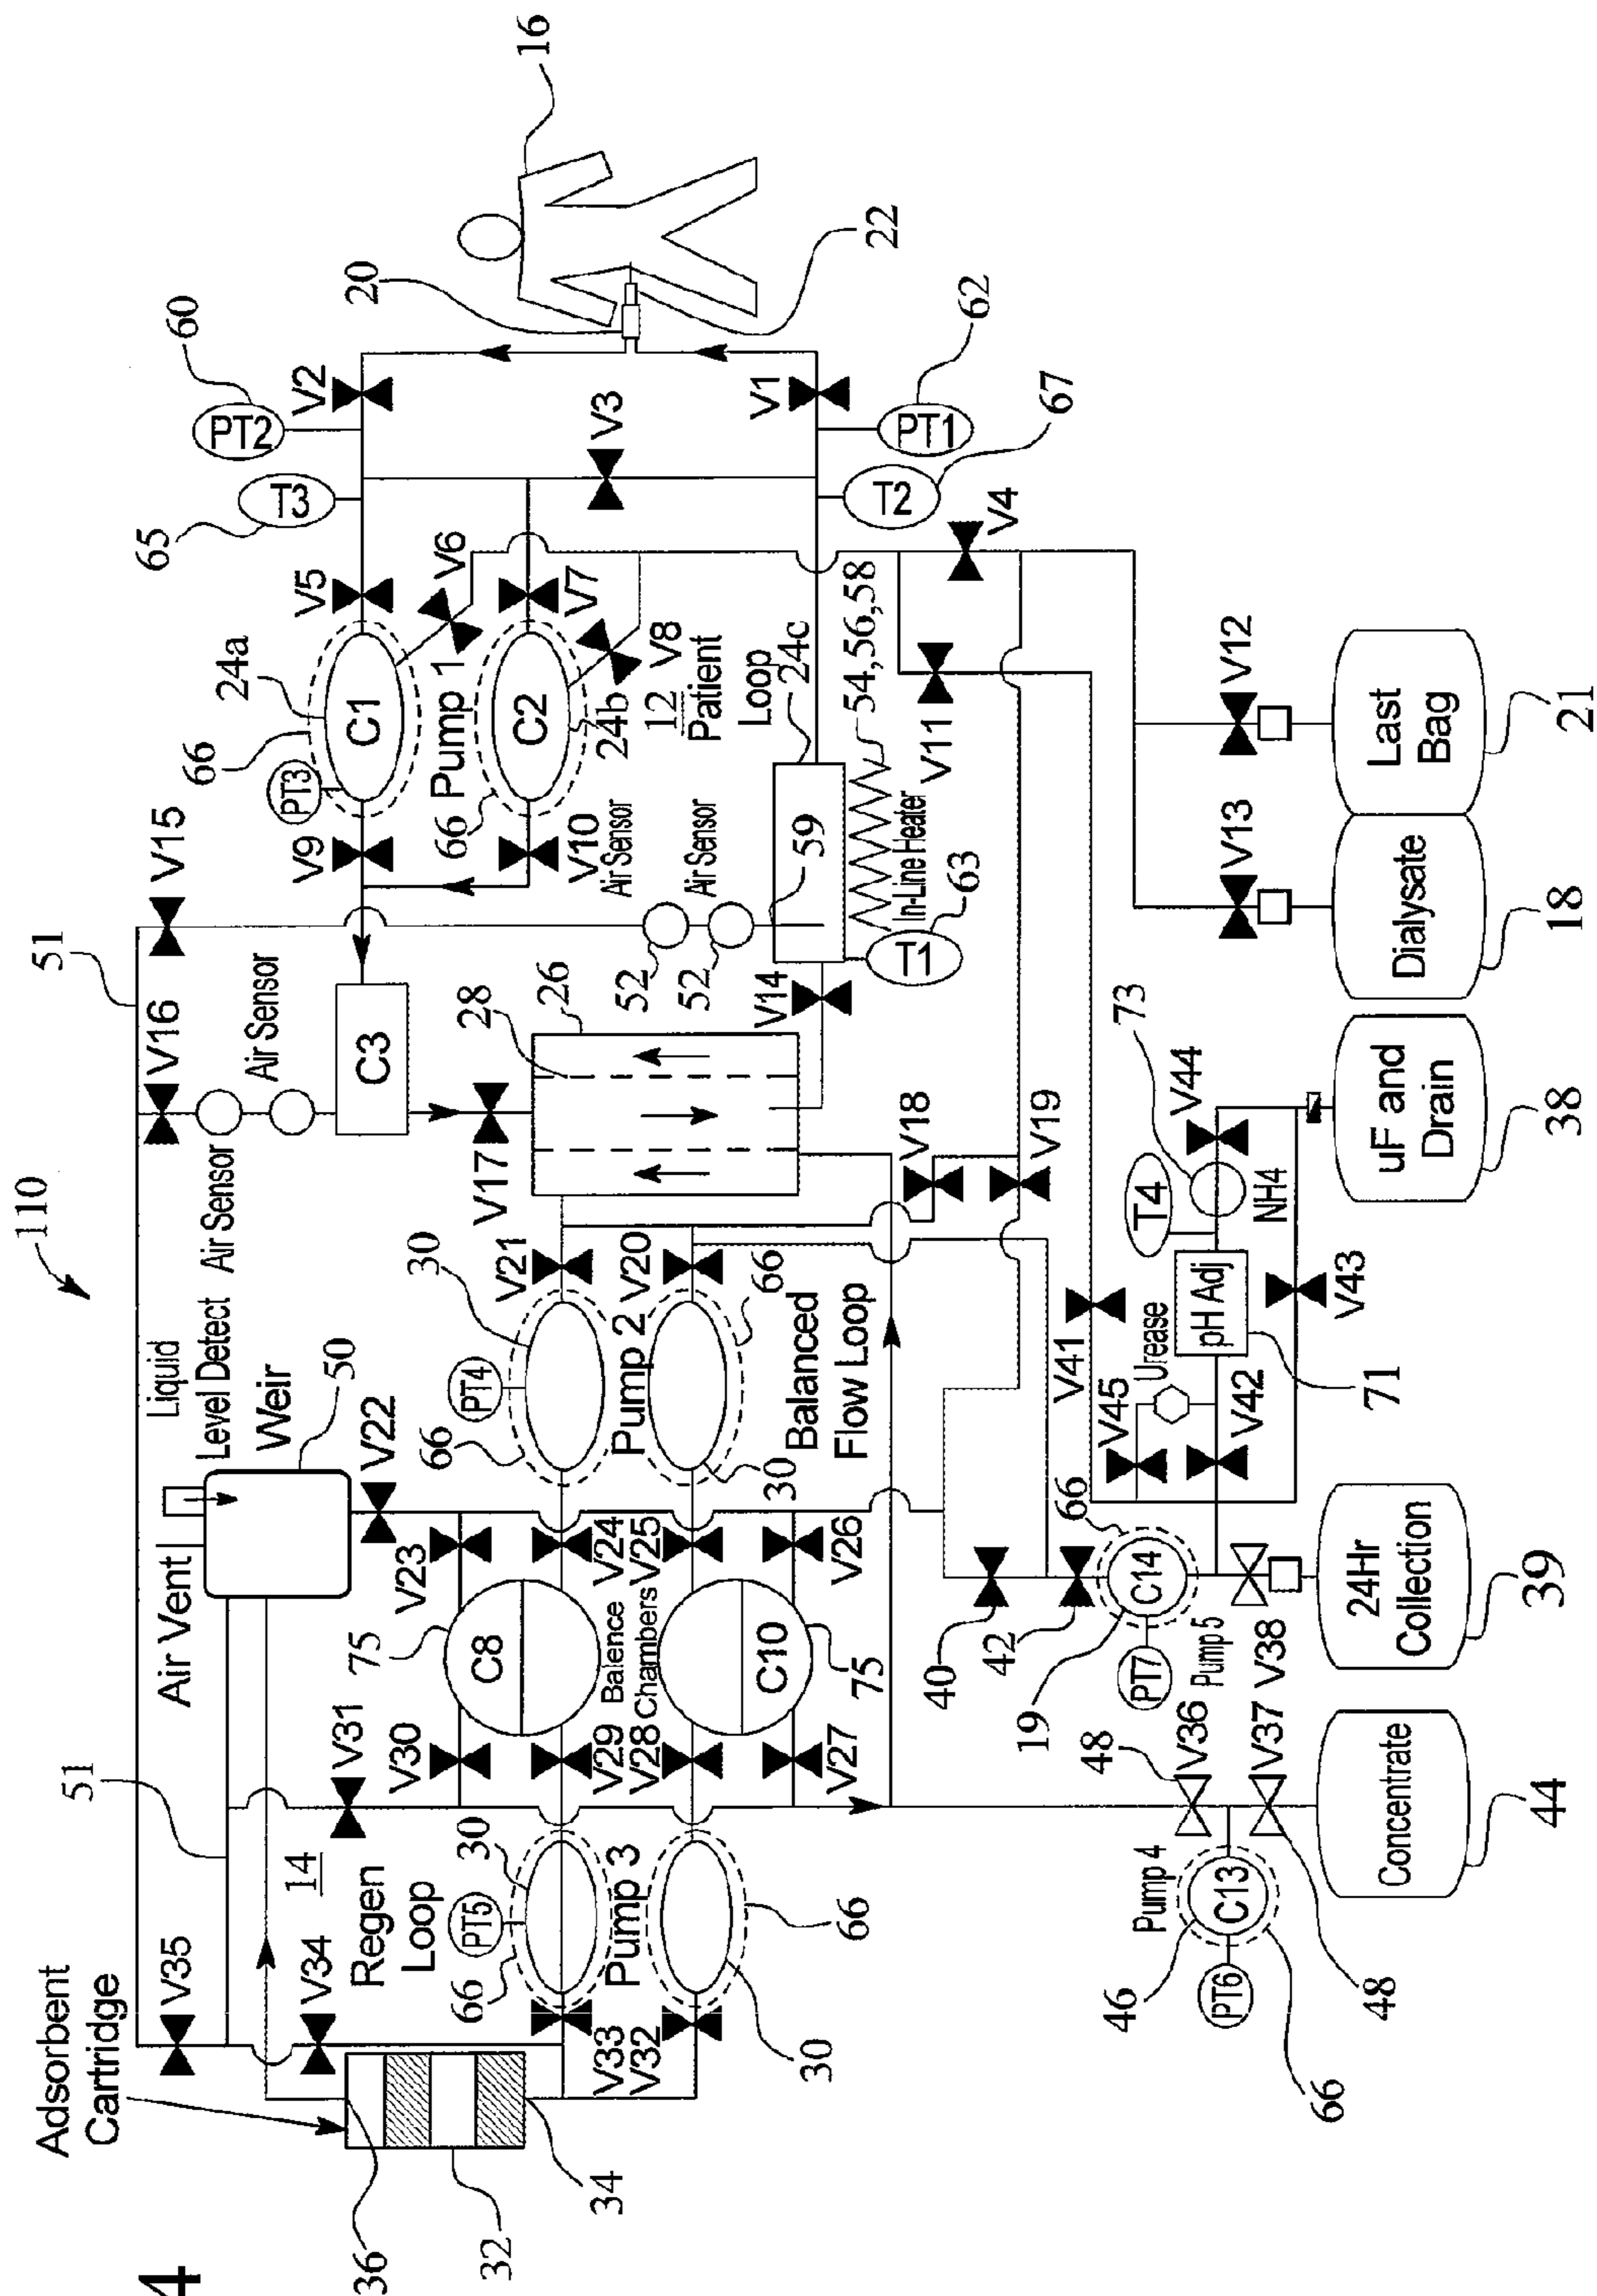 110
51
V15
V16
Air Sensor
Liquid
Level Detect
Air Sensor
Weir
50
Air Vent
V22
51
V35
V34
V31
14
Regen
Loop
Adsorbent
Cartridge
36
32
34
V33
V32
PT5
30
66
Pump 3
66
30
V30
V29
V28
V27
V23
75
C8
Balence
Chambers
C10
75
V24
V25
V26
PT4
30
66
Pump 2
66
30
Balanced
Flow Loop
V21
V20
V17
28
26
C3
V18
V19
V14
52
52
Air Sensor
Air Sensor
59
T1
63
In-Line Heater
54,56,58
24c
V9
V10
PT3
66
24a
C1
Pump 1
C2
24b
66
12
Patient
Loop
V5
V6
V7
V8
65
T3
60
PT2
V2
V3
V1
PT1
62
T2
67
20
22
16
V4
V11
V12
V13
Last
Bag
21
Dialysate
18
uF and
Drain
38
73
V44
T4
NH4
pH Adj
71
V43
V41
Urease
V45
V42
40
42
66
C14
PT7
19
Pump 5
V38
24Hr
Collection
39
48
V36
V37
48
Pump 4
C13
46
PT6
66
Concentrate
44
4